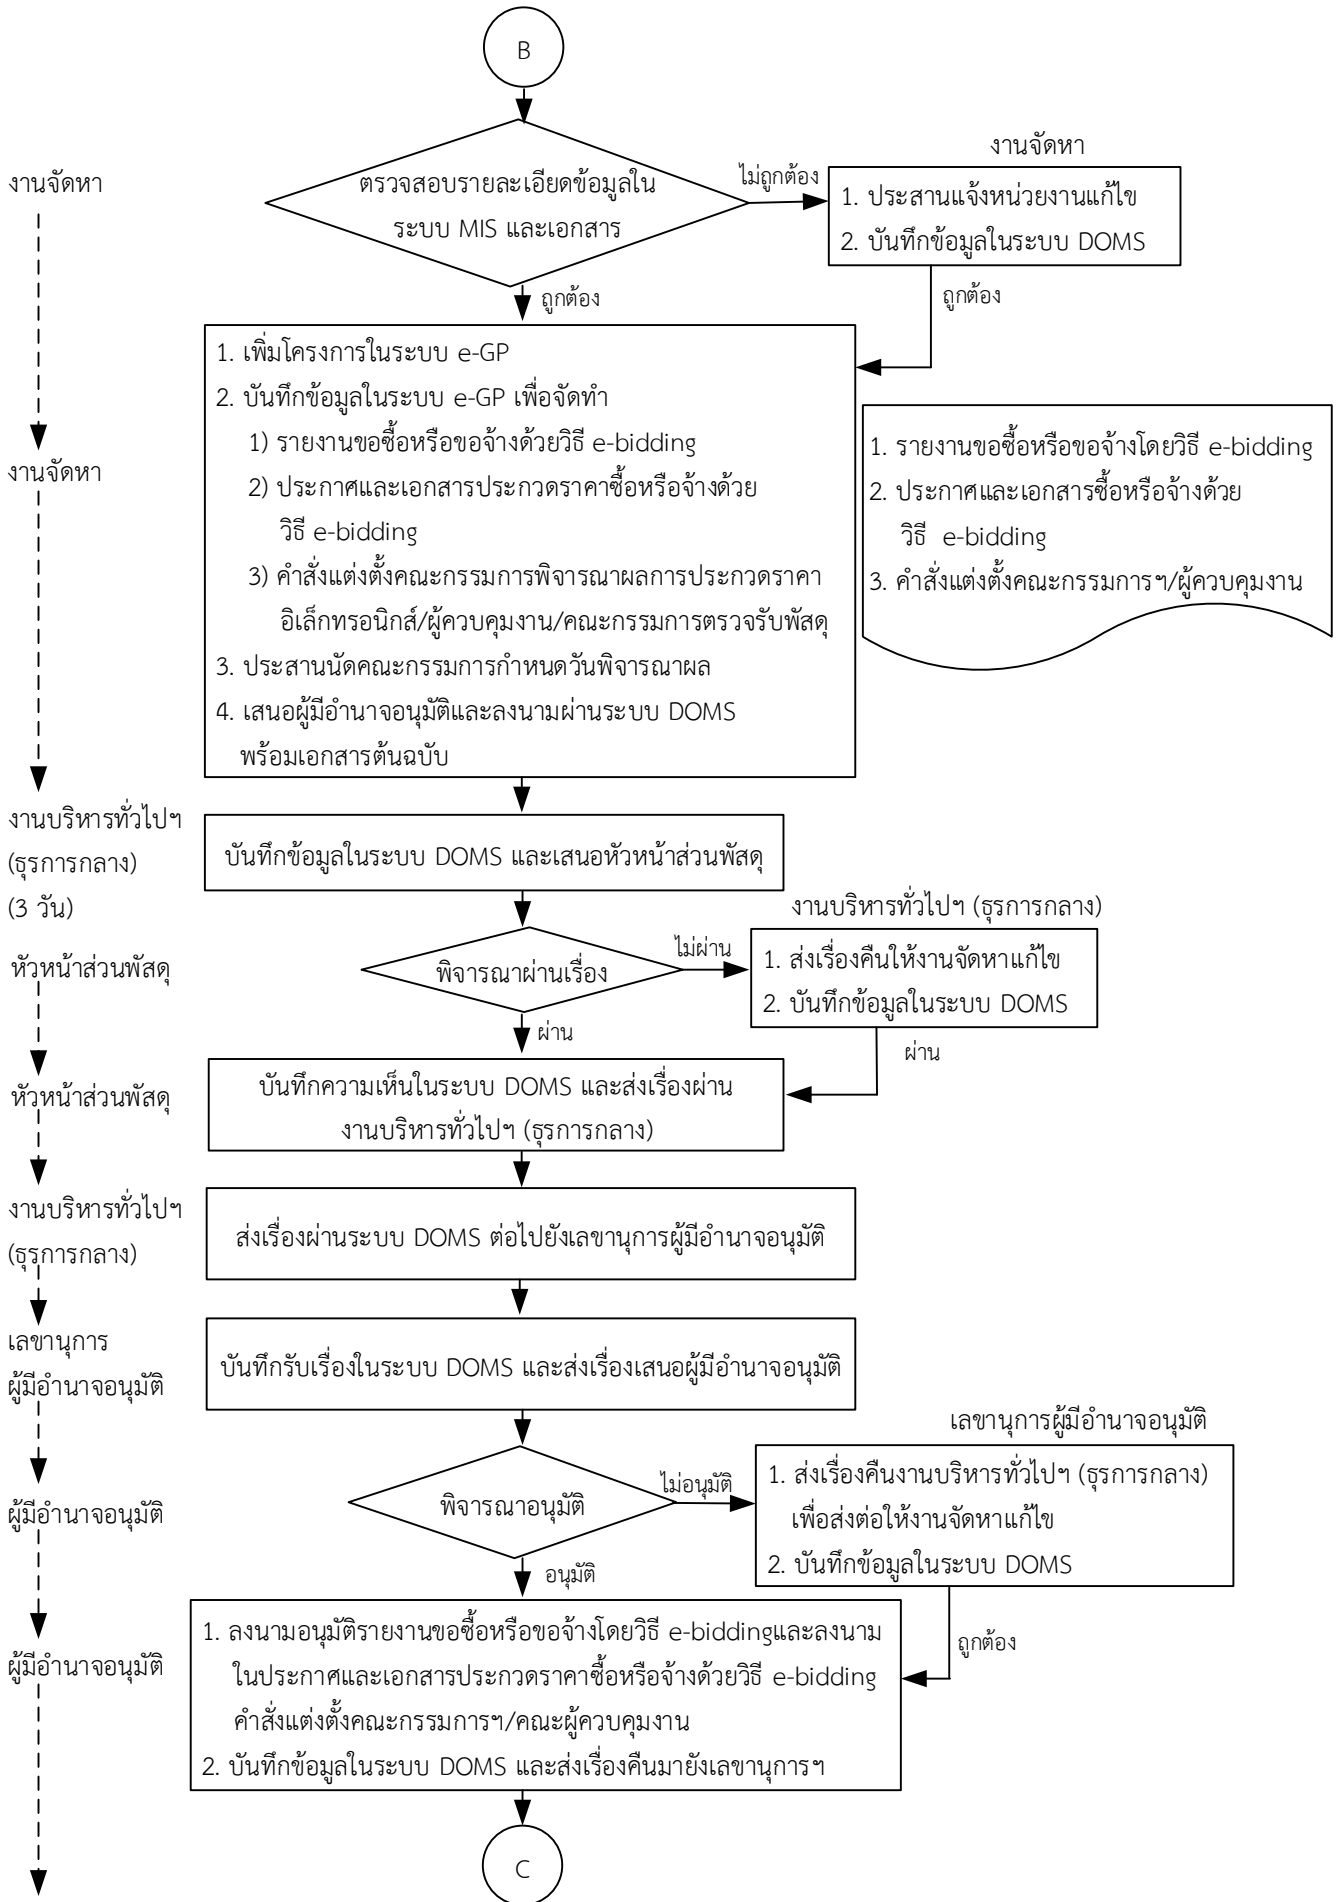 B
งานจัดหา
งานจัดหา
ตรวจสอบรายละเอียดข้อมูลใน
ระบบ MIS และเอกสาร
ไม่ถูกต้อง
1. ประสานแจ้งหน่วยงานแก้ไข
2. บันทึกข้อมูลในระบบ DOMS
ถูกต้อง
ถูกต้อง
งานจัดหา
1. เพิ่มโครงการในระบบ e-GP
2. บันทึกข้อมูลในระบบ e-GP เพื่อจัดทำ
1) รายงานขอซื้อหรือขอจ้างด้วยวิธี e-bidding
2) ประกาศและเอกสารประกวดราคาซื้อหรือจ้างด้วย
วิธี e-bidding
3) คำสั่งแต่งตั้งคณะกรรมการพิจารณาผลการประกวดราคา
อิเล็กทรอนิกส์/ผู้ควบคุมงาน/คณะกรรมการตรวจรับพัสดุ
3. ประสานนัดคณะกรรมการกำหนดวันพิจารณาผล
4. เสนอผู้มีอำนาจอนุมัติและลงนามผ่านระบบ DOMS
พร้อมเอกสารต้นฉบับ
1. รายงานขอซื้อหรือขอจ้างโดยวิธี e-bidding
2. ประกาศและเอกสารซื้อหรือจ้างด้วย
วิธี e-bidding
3. คำสั่งแต่งตั้งคณะกรรมการฯ/ผู้ควบคุมงาน
งานบริหารทั่วไปฯ
(ธุรการกลาง)
(3 วัน)
บันทึกข้อมูลในระบบ DOMS และเสนอหัวหน้าส่วนพัสดุ
งานบริหารทั่วไปฯ (ธุรการกลาง)
หัวหน้าส่วนพัสดุ
พิจารณาผ่านเรื่อง
ไม่ผ่าน
1. ส่งเรื่องคืนให้งานจัดหาแก้ไข
2. บันทึกข้อมูลในระบบ DOMS
ผ่าน
ผ่าน
หัวหน้าส่วนพัสดุ
บันทึกความเห็นในระบบ DOMS และส่งเรื่องผ่าน
งานบริหารทั่วไปฯ (ธุรการกลาง)
งานบริหารทั่วไปฯ
(ธุรการกลาง)
ส่งเรื่องผ่านระบบ DOMS ต่อไปยังเลขานุการผู้มีอำนาจอนุมัติ
เลขานุการ
ผู้มีอำนาจอนุมัติ
บันทึกรับเรื่องในระบบ DOMS และส่งเรื่องเสนอผู้มีอำนาจอนุมัติ
เลขานุการผู้มีอำนาจอนุมัติ
ผู้มีอำนาจอนุมัติ
พิจารณาอนุมัติ
ไม่อนุมัติ
1. ส่งเรื่องคืนงานบริหารทั่วไปฯ (ธุรการกลาง)
เพื่อส่งต่อให้งานจัดหาแก้ไข
2. บันทึกข้อมูลในระบบ DOMS
อนุมัติ
ถูกต้อง
ผู้มีอำนาจอนุมัติ
1. ลงนามอนุมัติรายงานขอซื้อหรือขอจ้างโดยวิธี e-biddingและลงนาม
ในประกาศและเอกสารประกวดราคาซื้อหรือจ้างด้วยวิธี e-bidding
คำสั่งแต่งตั้งคณะกรรมการฯ/คณะผู้ควบคุมงาน
2. บันทึกข้อมูลในระบบ DOMS และส่งเรื่องคืนมายังเลขานุการฯ
C